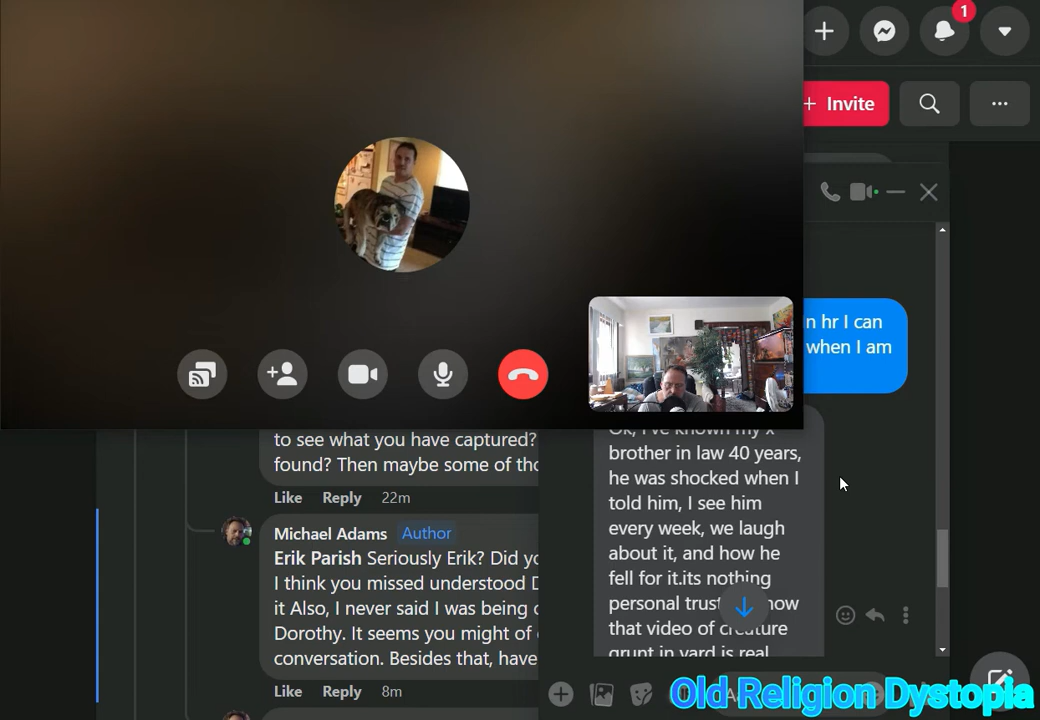 1
+ Invite
n hr I can
when I am
Ok, I've known my x
brother in law 40 years,
he was shocked when I
told him, I see him
every week, we laugh
about it, and how he
fell for it.its nothing
personal trust now
that video of creature
grunt in yard is real
to see what you have captured?
found? Then maybe some of tho
Like Reply 22m
Michael Adams Author
Erik Parish Seriously Erik? Did yo
I think you missed understood D
it Also, I never said I was being
Dorothy. It seems you might of
conversation. Besides that, have
Like Reply 8m
Old Religion Dystopia